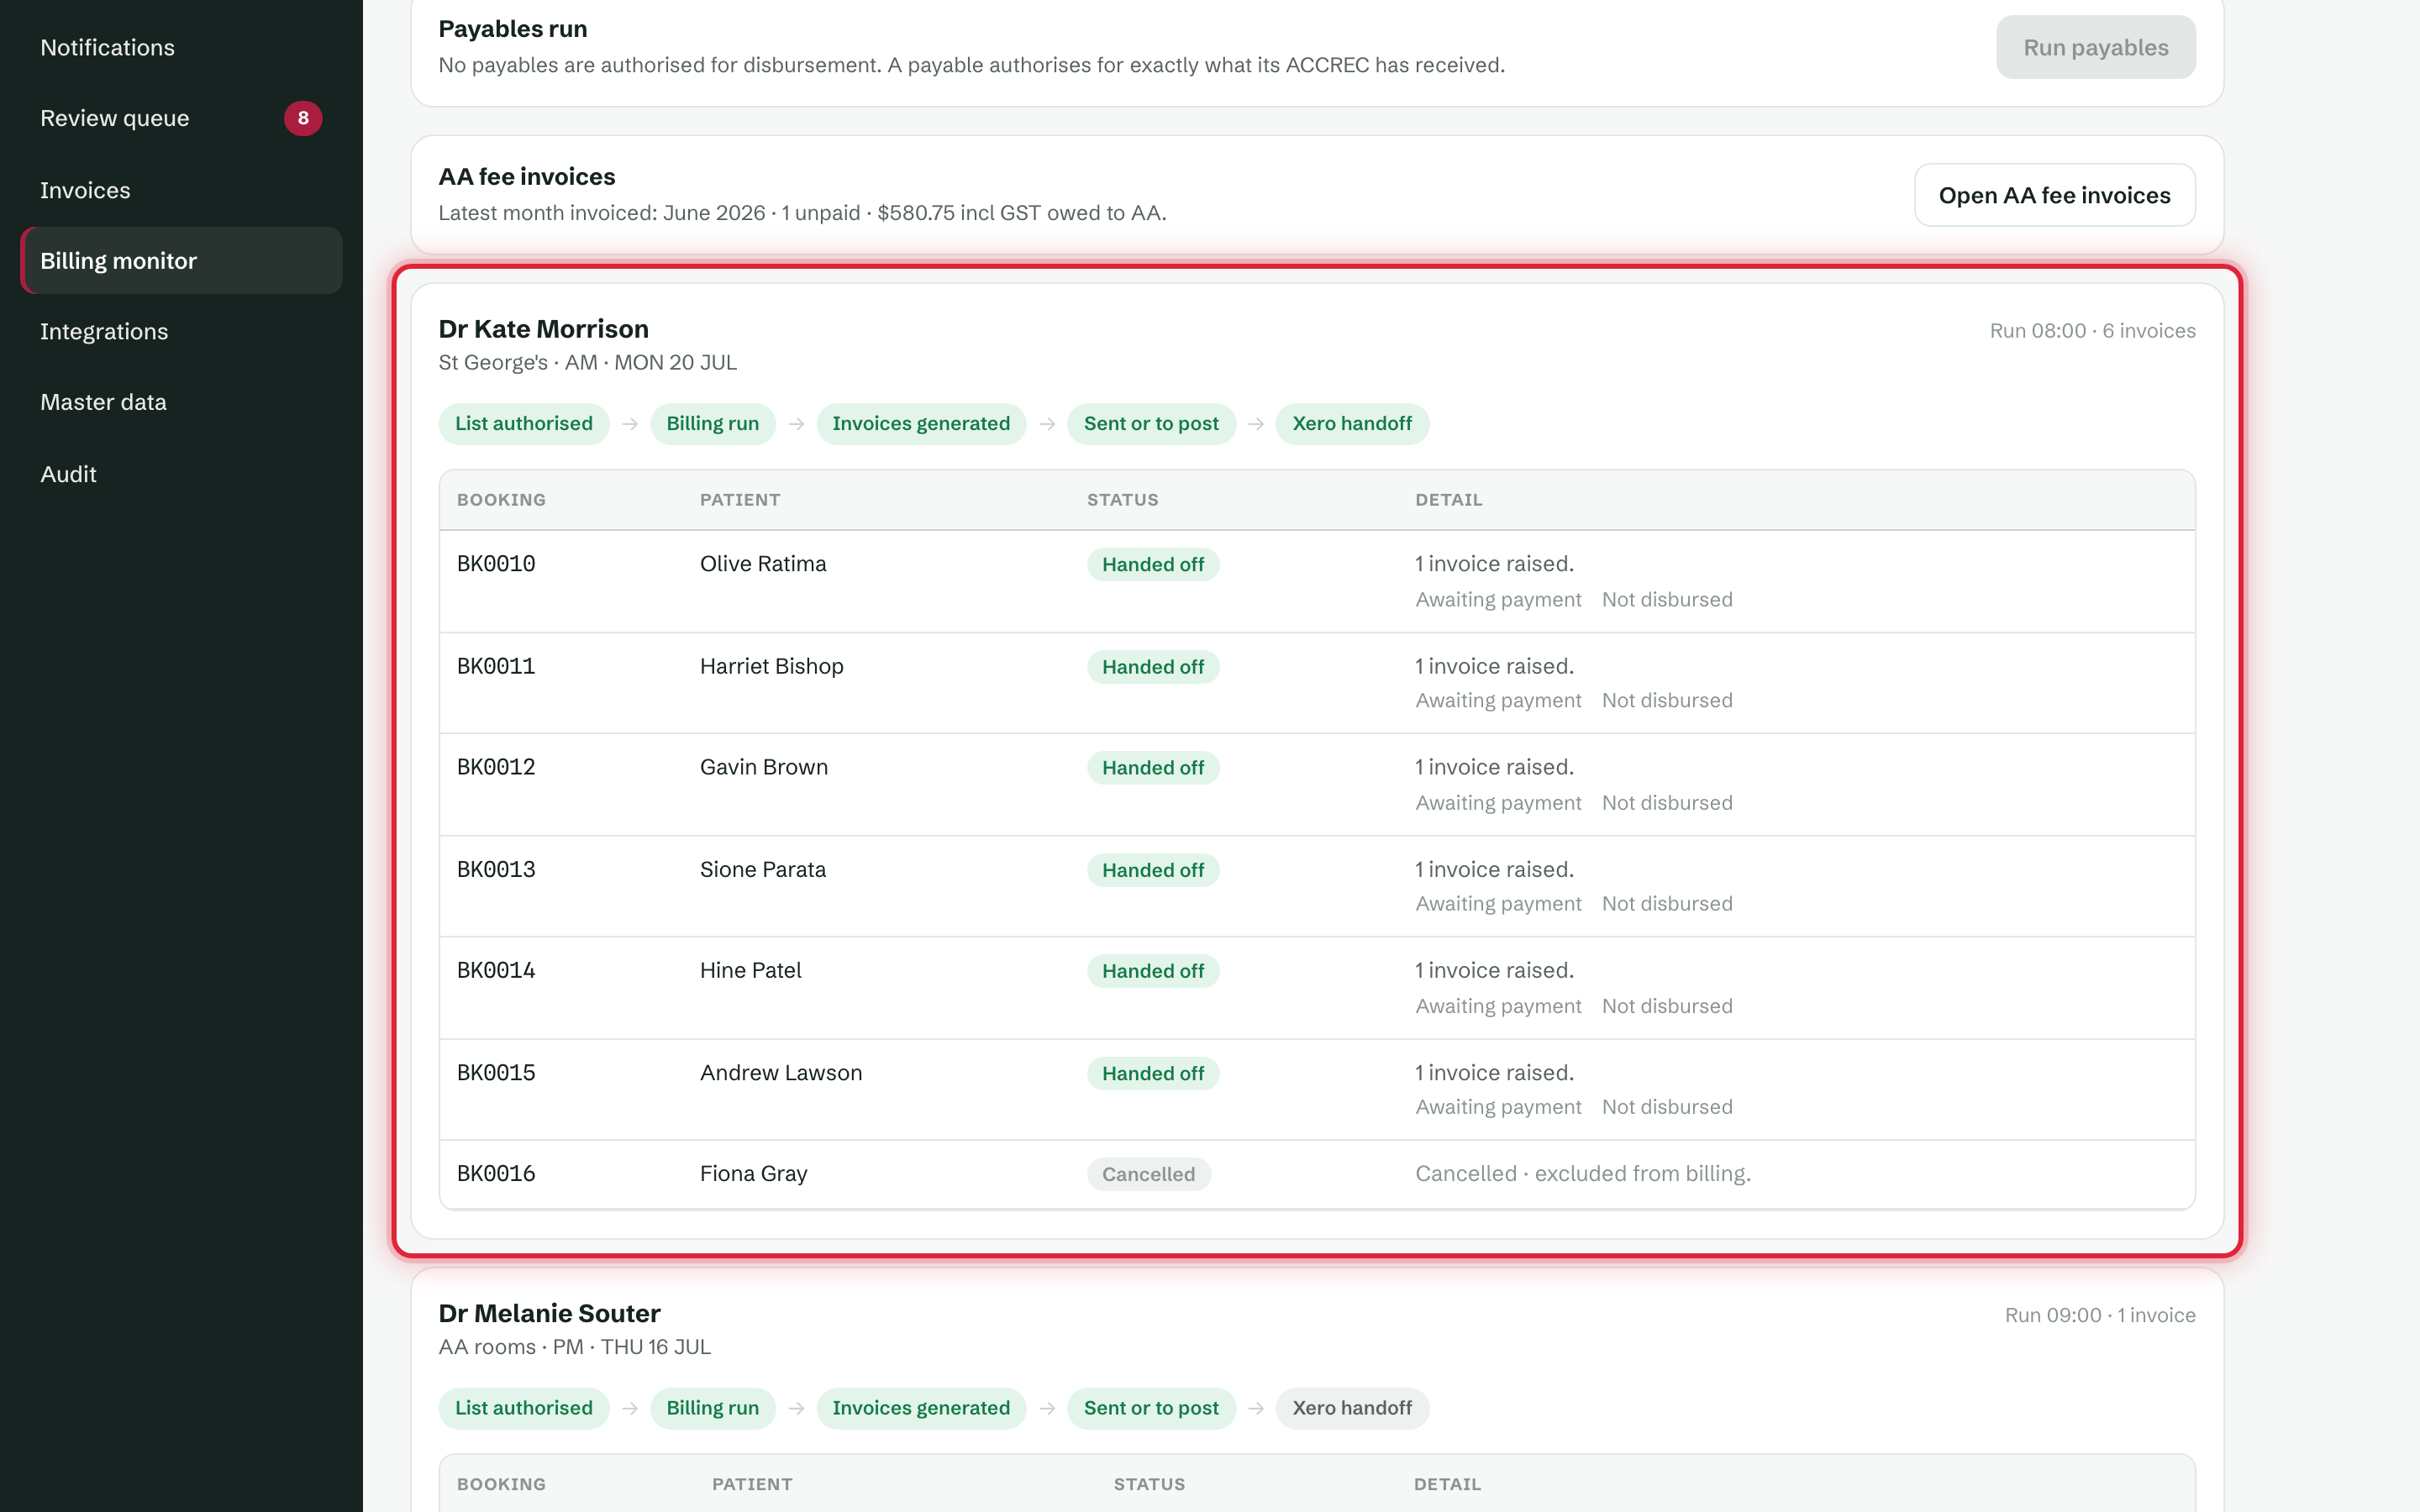 Notifications
Review queue 8
Invoices
Billing monitor
Integrations
Master data
Audit
Payables run
No payables are authorised for disbursement. A payable authorises for exactly what its ACCREC has received.
Run payables
AA fee invoices
Latest month invoiced: June 2026 · 1 unpaid · $580.75 incl GST owed to AA.
Open AA fee invoices
Dr Kate Morrison
Run 08:00 · 6 invoices
St George's · AM · MON 20 JUL
List authorised → Billing run → Invoices generated → Sent or to post → Xero handoff
BOOKING PATIENT STATUS DETAIL
BK0010 Olive Ratima Handed off 1 invoice raised.
Awaiting payment Not disbursed
BK0011 Harriet Bishop Handed off 1 invoice raised.
Awaiting payment Not disbursed
BK0012 Gavin Brown Handed off 1 invoice raised.
Awaiting payment Not disbursed
BK0013 Sione Parata Handed off 1 invoice raised.
Awaiting payment Not disbursed
BK0014 Hine Patel Handed off 1 invoice raised.
Awaiting payment Not disbursed
BK0015 Andrew Lawson Handed off 1 invoice raised.
Awaiting payment Not disbursed
BK0016 Fiona Gray Cancelled Cancelled · excluded from billing.
Dr Melanie Souter
Run 09:00 · 1 invoice
AA rooms · PM · THU 16 JUL
List authorised → Billing run → Invoices generated → Sent or to post → Xero handoff
BOOKING PATIENT STATUS DETAIL